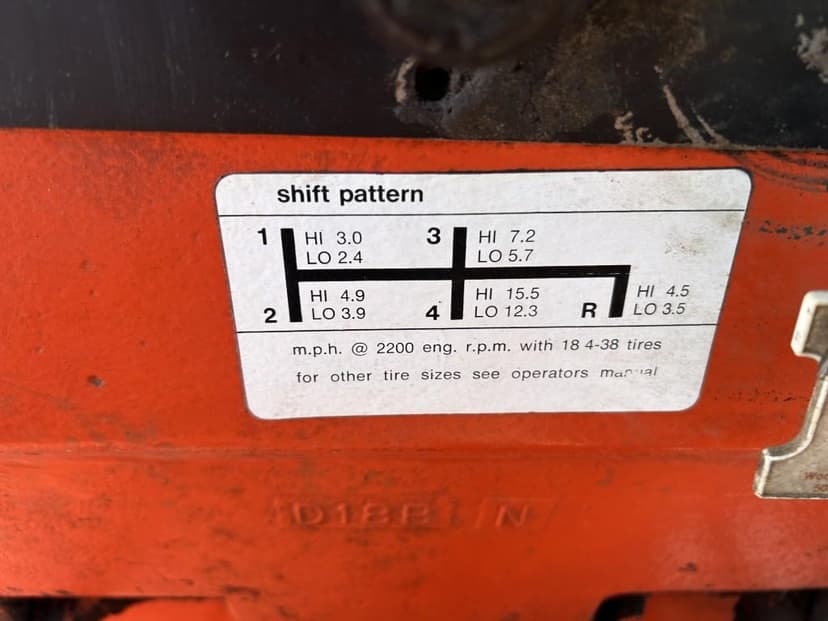 shift pattern
1 HI 3.0 3 HI 7.2
LO 2.4 LO 5.7
HI 4.9 HI 15.5 HI 4.5
2 LO 3.9 4 LO 12.3 R LO 3.5
m.p.h. @ 2200 eng. r.p.m. with 18 4-38 tires
for other tire sizes see operators manual
N